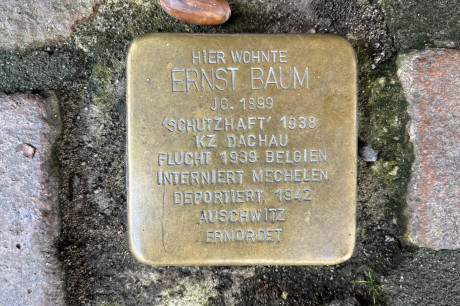 HIER WOHNTE
ERNST BAUM
JG. 1899
'SCHUTZHAFT' 1938
KZ DACHAU
FLUCHT 1939 BELGIEN
INTERNIERT MECHELEN
DEPORTIERT 1942
AUSCHWITZ
ERMORDET